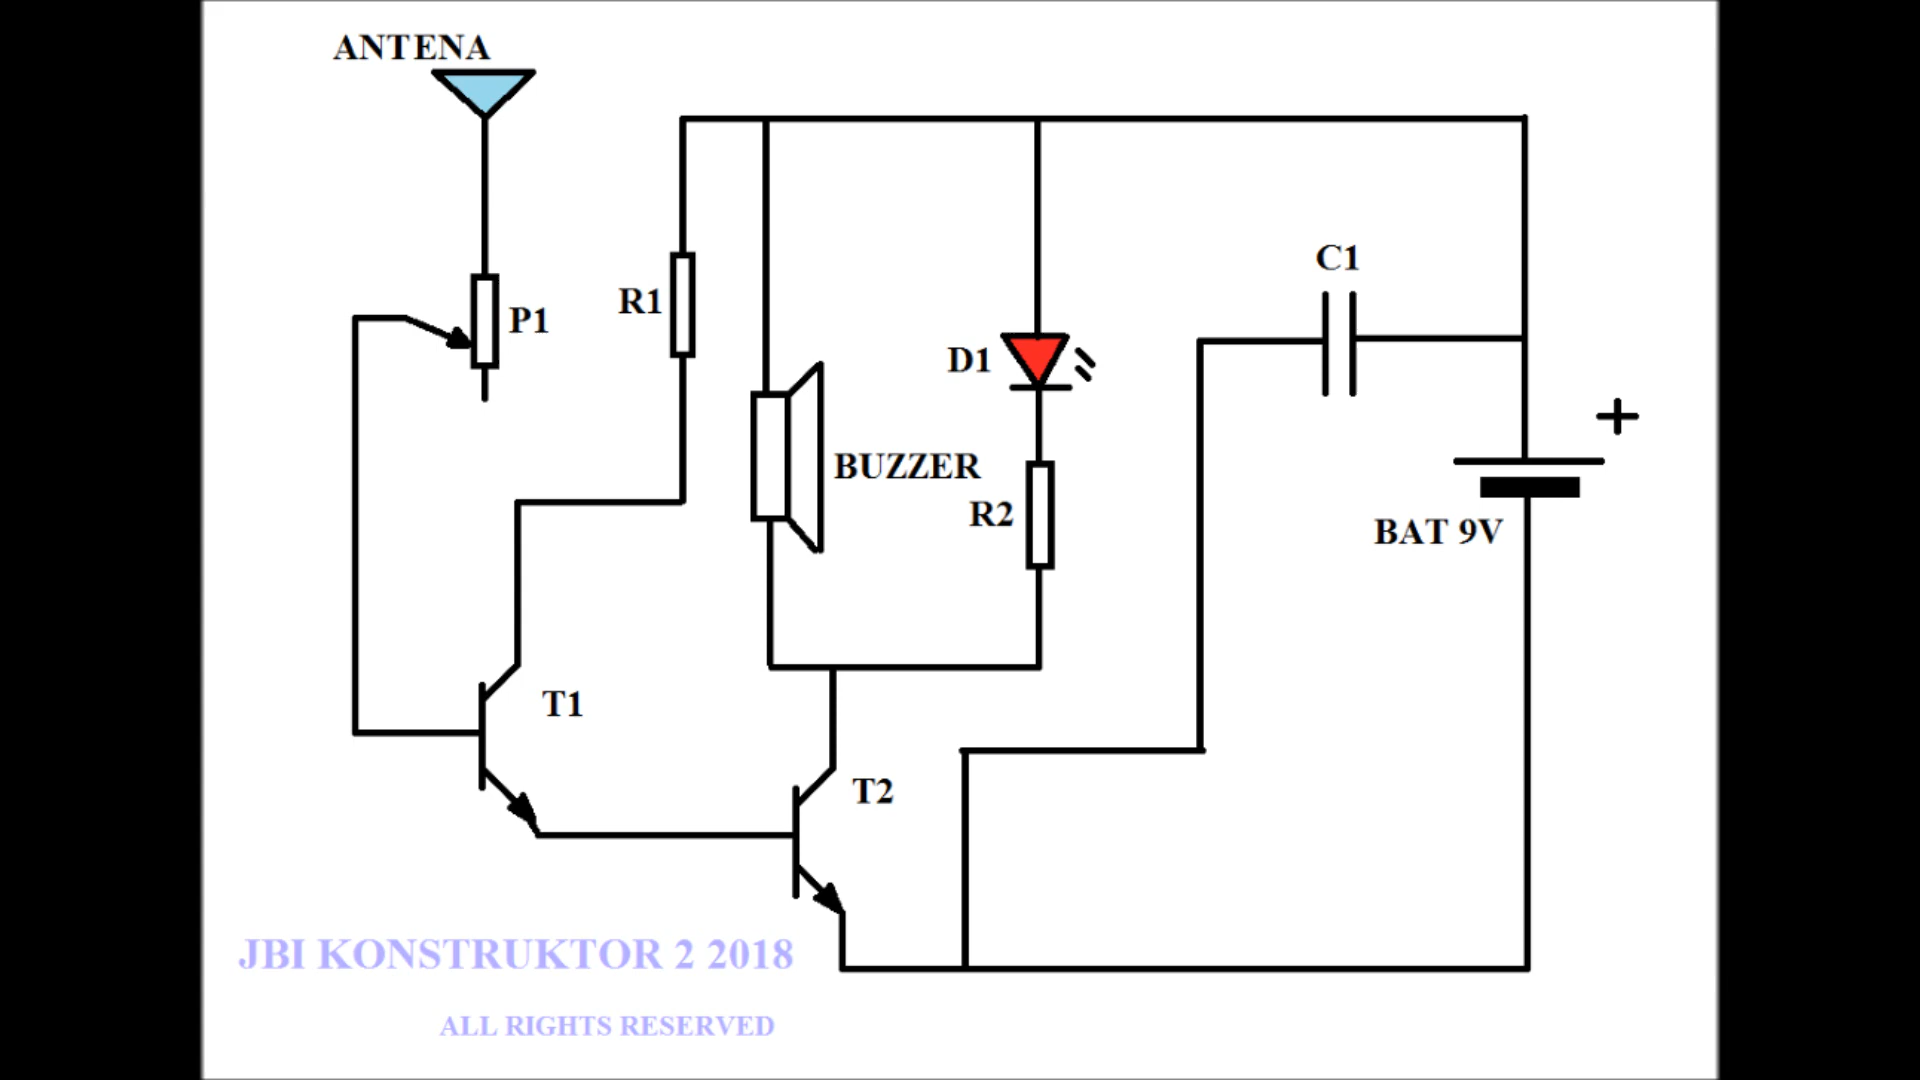 ANTENA
P1
R1
BUZZER
D1
R2
C1
+
BAT 9V
T1
T2
JBI KONSTRUKTOR 2 2018
ALL RIGHTS RESERVED